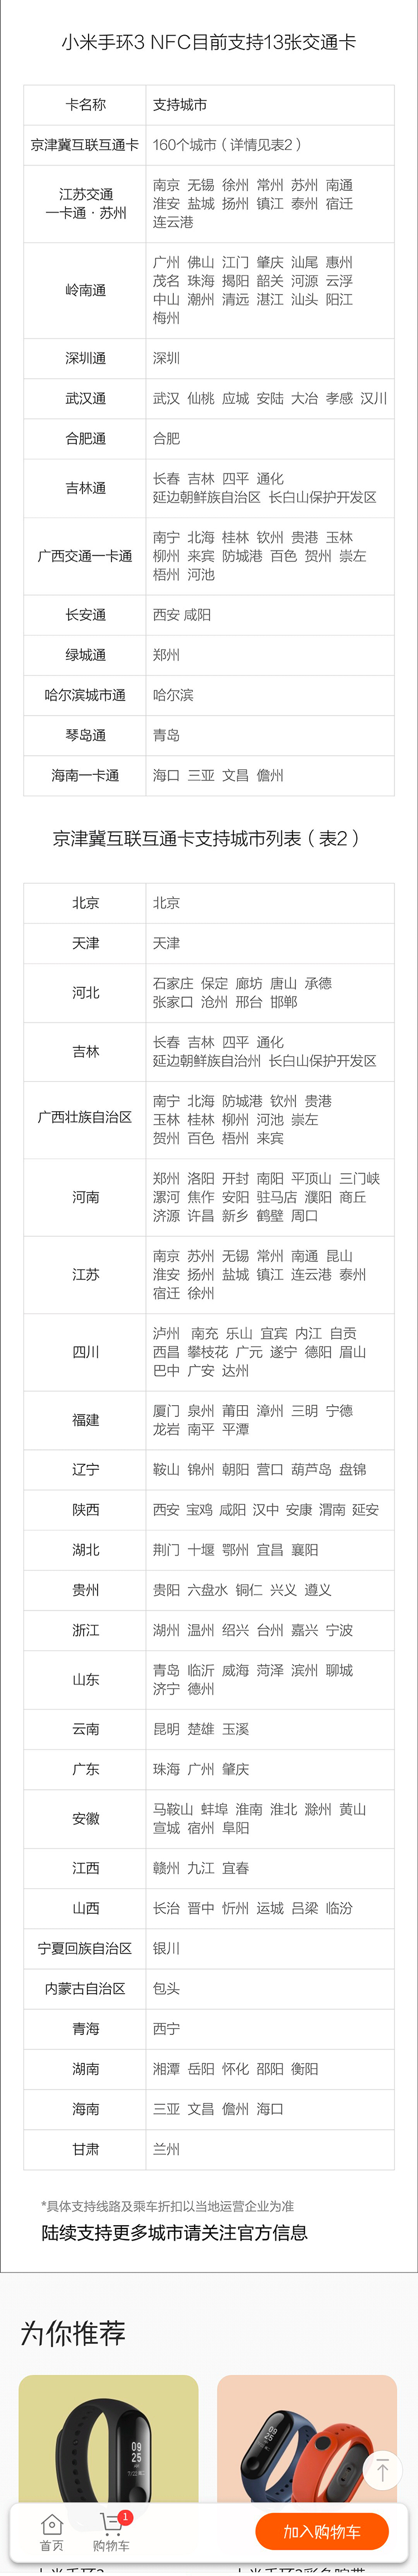 小米手环3 NFC目前支持13张交通卡
卡名称 支持城市
京津冀互联互通卡 160个城市（详情见表2）
江苏交通
一卡通·苏州
南京 无锡 徐州 常州 苏州 南通
淮安 盐城 扬州 镇江 泰州 宿迁
连云港
岭南通
广州 佛山 江门 肇庆 汕尾 惠州
茂名 珠海 揭阳 韶关 河源 云浮
中山 潮州 清远 湛江 汕头 阳江
梅州
深圳通 深圳
武汉通 武汉 仙桃 应城 安陆 大冶 孝感 汉川
合肥通 合肥
吉林通
长春 吉林 四平 通化
延边朝鲜族自治区 长白山保护开发区
广西交通一卡通
南宁 北海 桂林 钦州 贵港 玉林
柳州 来宾 防城港 百色 贺州 崇左
梧州 河池
长安通 西安 咸阳
绿城通 郑州
哈尔滨城市通 哈尔滨
琴岛通 青岛
海南一卡通 海口 三亚 文昌 儋州
京津冀互联互通卡支持城市列表（表2）
北京 北京
天津 天津
河北
石家庄 保定 廊坊 唐山 承德
张家口 沧州 邢台 邯郸
吉林
长春 吉林 四平 通化
延边朝鲜族自治州 长白山保护开发区
广西壮族自治区
南宁 北海 防城港 钦州 贵港
玉林 桂林 柳州 河池 崇左
贺州 百色 梧州 来宾
河南
郑州 洛阳 开封 南阳 平顶山 三门峡
漯河 焦作 安阳 驻马店 濮阳 商丘
济源 许昌 新乡 鹤壁 周口
江苏
南京 苏州 无锡 常州 南通 昆山
淮安 扬州 盐城 镇江 连云港 泰州
宿迁 徐州
四川
泸州 南充 乐山 宜宾 内江 自贡
西昌 攀枝花 广元 遂宁 德阳 眉山
巴中 广安 达州
福建
厦门 泉州 莆田 漳州 三明 宁德
龙岩 南平 平潭
辽宁 鞍山 锦州 朝阳 营口 葫芦岛 盘锦
陕西 西安 宝鸡 咸阳 汉中 安康 渭南 延安
湖北 荆门 十堰 鄂州 宜昌 襄阳
贵州 贵阳 六盘水 铜仁 兴义 遵义
浙江 湖州 温州 绍兴 台州 嘉兴 宁波
山东
青岛 临沂 威海 菏泽 滨州 聊城
济宁 德州
云南 昆明 楚雄 玉溪
广东 珠海 广州 肇庆
安徽
马鞍山 蚌埠 淮南 淮北 滁州 黄山
宣城 宿州 阜阳
江西 赣州 九江 宜春
山西 长治 晋中 忻州 运城 吕梁 临汾
宁夏回族自治区 银川
内蒙古自治区 包头
青海 西宁
湖南 湘潭 岳阳 怀化 邵阳 衡阳
海南 三亚 文昌 儋州 海口
甘肃 兰州
*具体支持线路及乘车折扣以当地运营企业为准
陆续支持更多城市请关注官方信息
为你推荐
09
25
1
首页 购物车 加入购物车